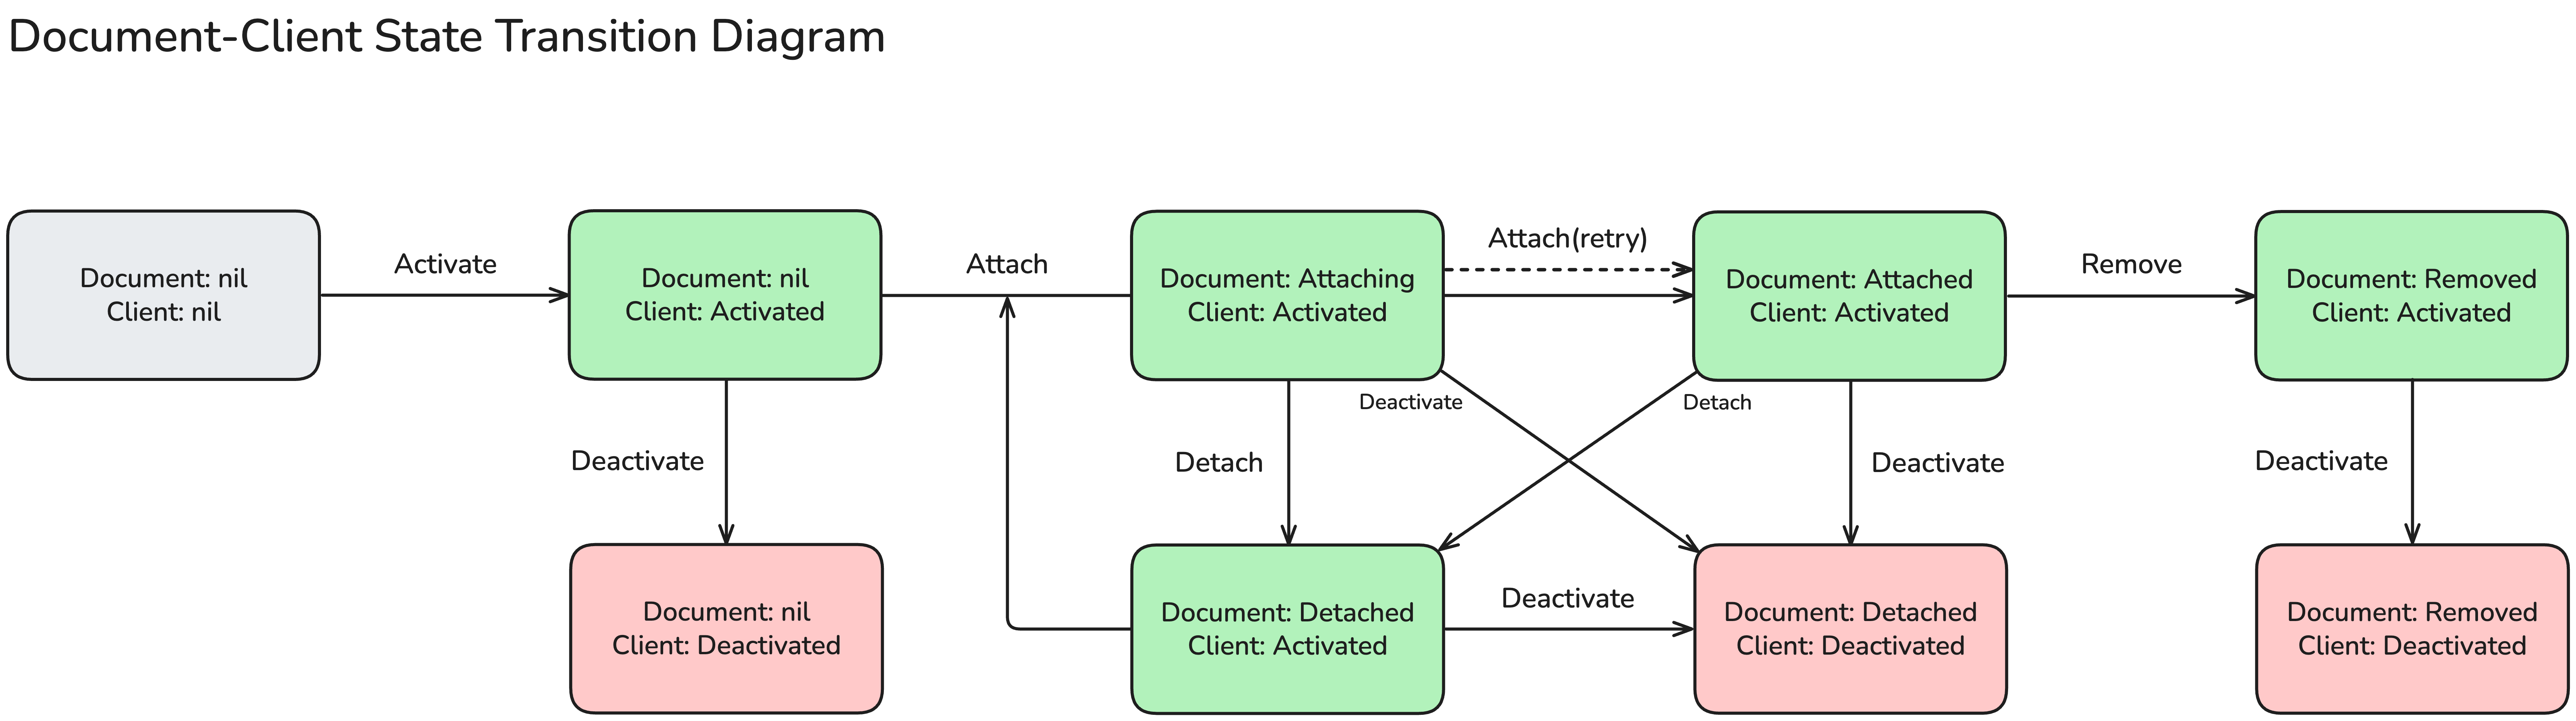 Document-Client State Transition Diagram
Document: nil
Client: nil
Activate
Document: nil
Client: Activated
Attach
Document: Attaching
Client: Activated
Attach(retry)
Document: Attached
Client: Activated
Remove
Document: Removed
Client: Activated
Deactivate
Detach
Deactivate
Detach
Deactivate
Deactivate
Document: nil
Client: Deactivated
Document: Detached
Client: Activated
Deactivate
Document: Detached
Client: Deactivated
Document: Removed
Client: Deactivated